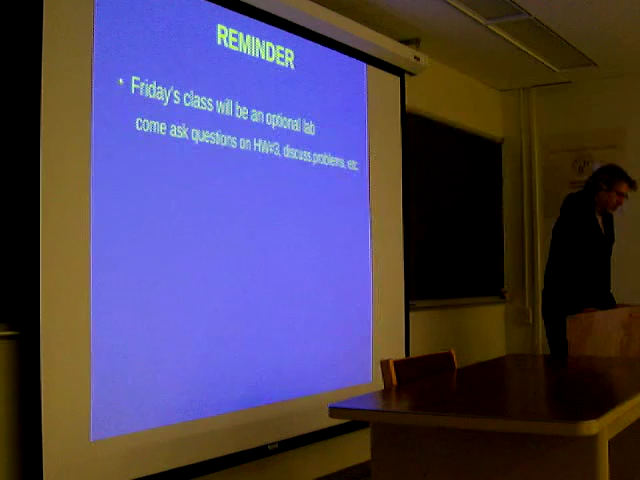 REMINDER
• Friday's class will be an optional lab
come ask questions on HW#3, discuss problems, etc